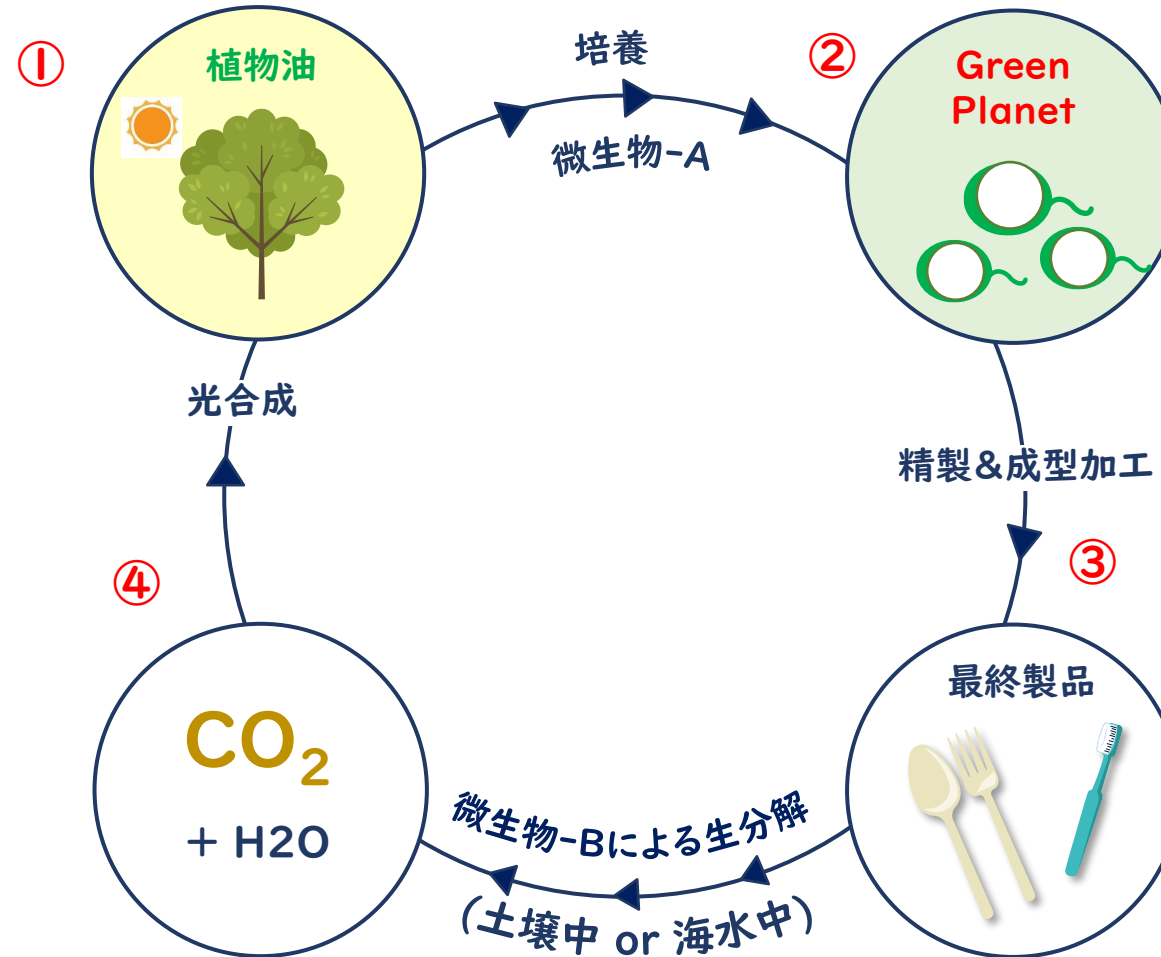 ①
植物油
培養
微生物-A
②
Green
Planet
精製&成型加工
③
最終製品
微生物-Bによる生分解
(土壌中 or 海水中)
④
CO₂
+ H2O
光合成